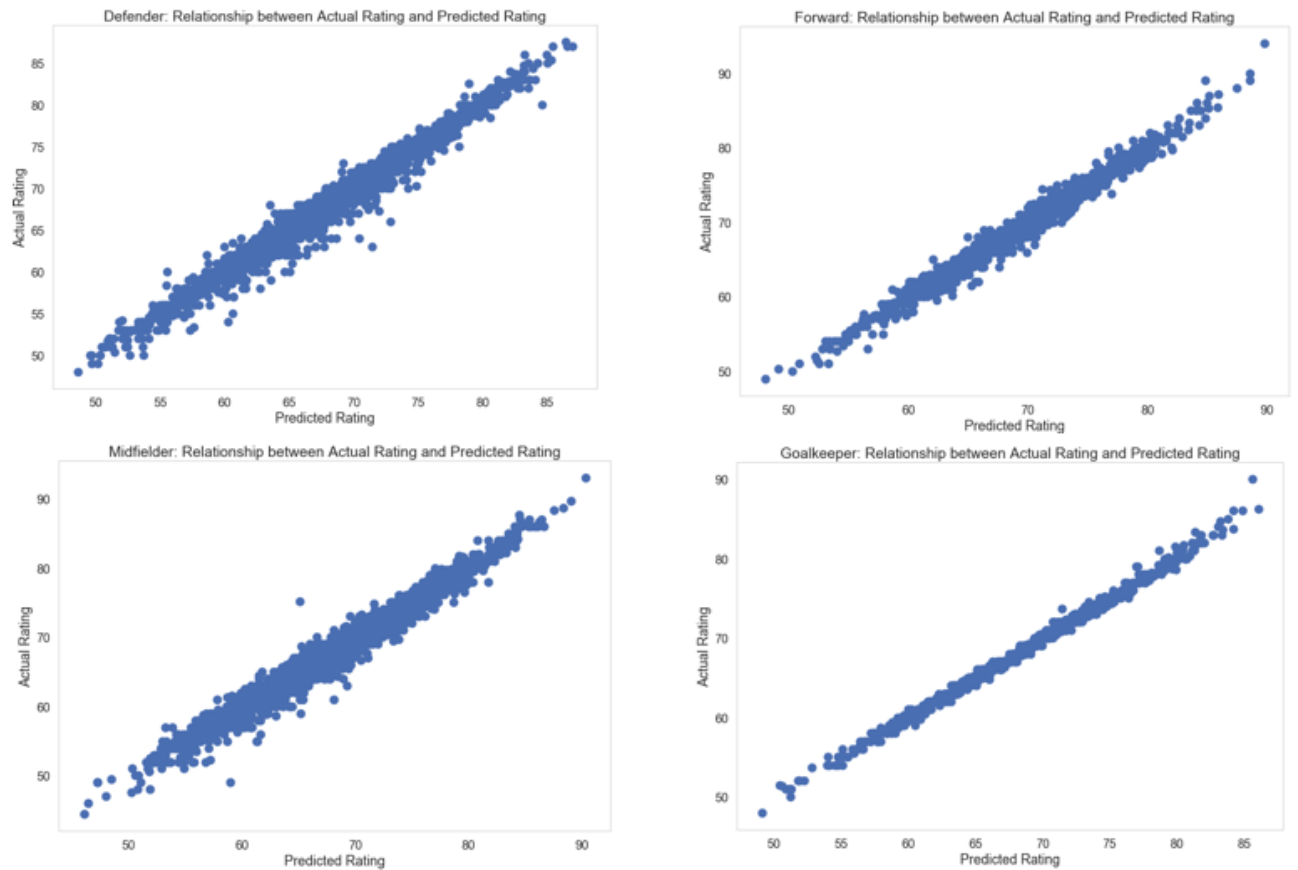 Defender: Relationship between Actual Rating and Predicted Rating
85
80
75
70
65
60
55
50
Actual Rating
50 55 60 65 70 75 80 85
Predicted Rating
Forward: Relationship between Actual Rating and Predicted Rating
90
80
70
60
50
Actual Rating
50 60 70 80 90
Predicted Rating
Midfielder: Relationship between Actual Rating and Predicted Rating
90
80
70
60
50
Actual Rating
50 60 70 80 90
Predicted Rating
Goalkeeper: Relationship between Actual Rating and Predicted Rating
90
80
70
60
50
Actual Rating
50 55 60 65 70 75 80 85
Predicted Rating